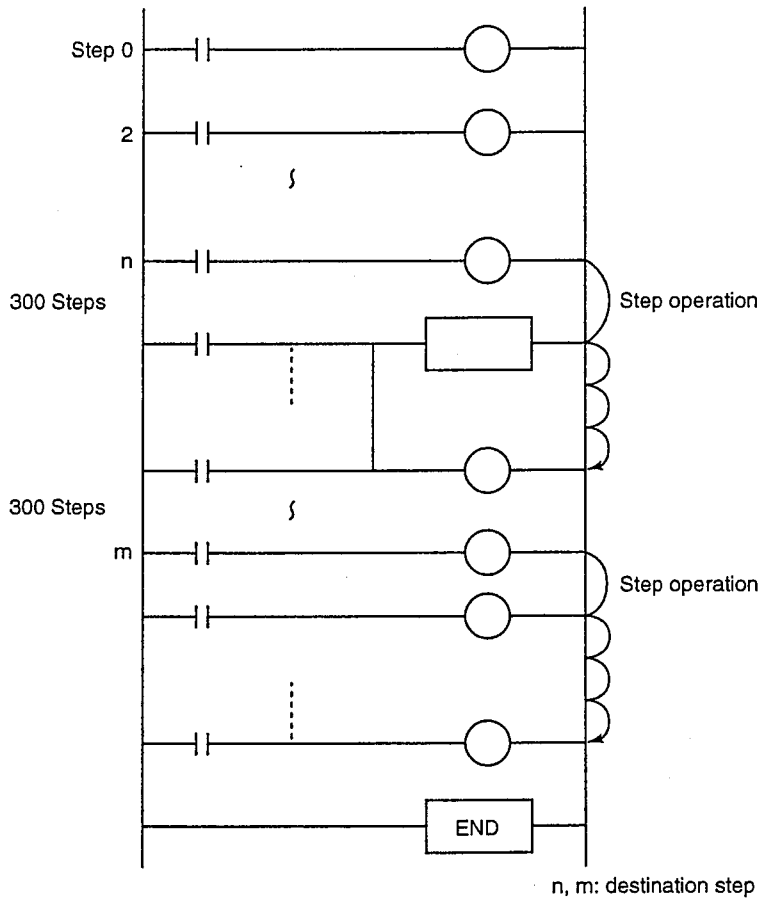 Step 0
2
n
300 Steps
Step operation
300 Steps
m
Step operation
END
n, m: destination step